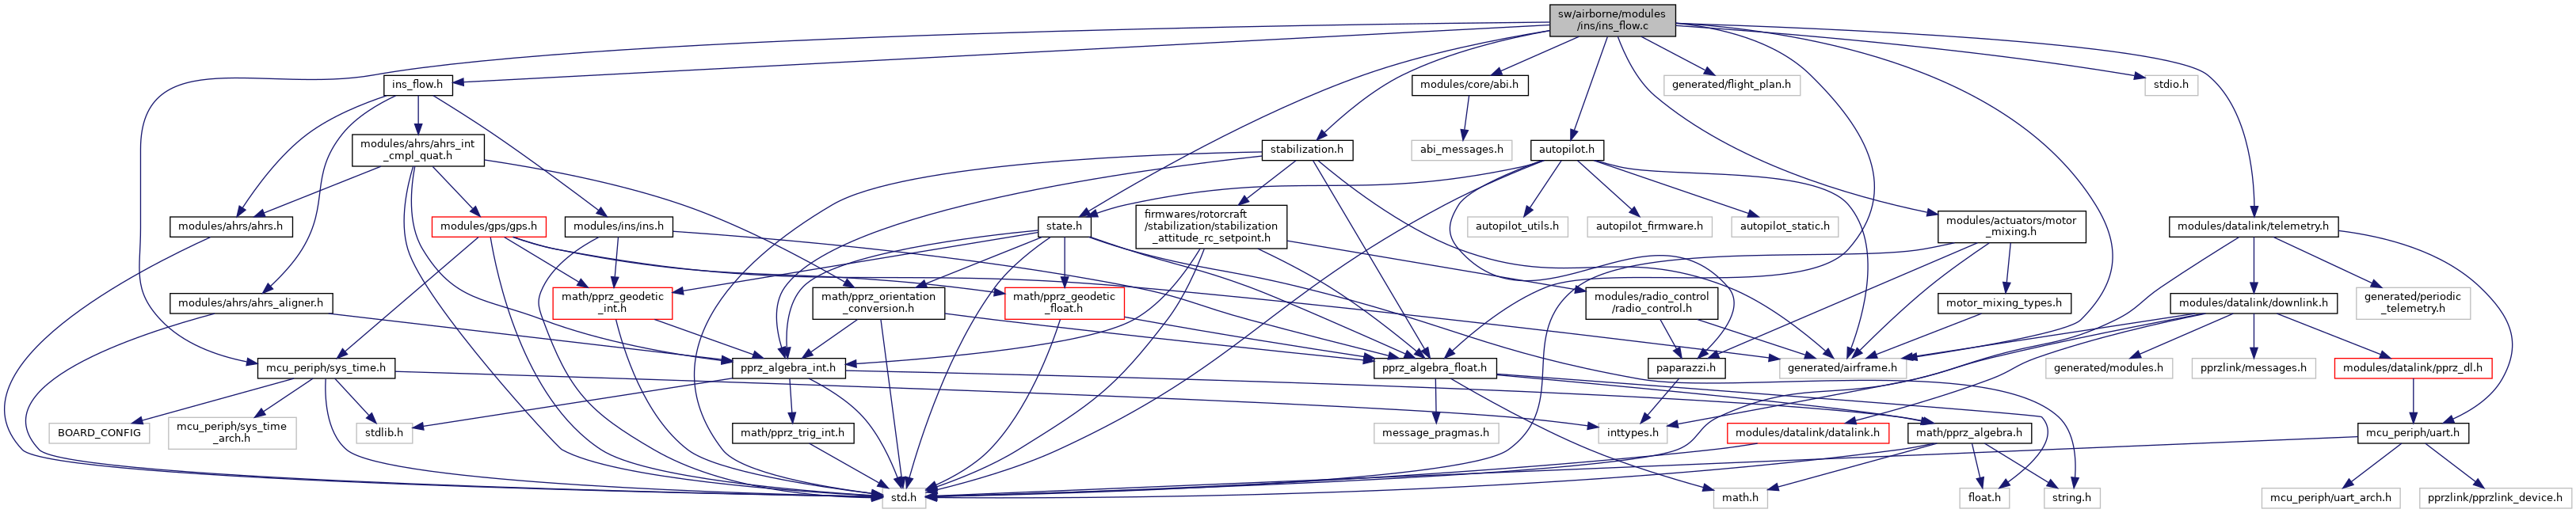 sw/airborne/modules
/ins/ins_flow.c
ins_flow.h
modules/core/abi.h
generated/flight_plan.h
stdio.h
modules/ahrs/ahrs_int
_cmpl_quat.h
stabilization.h
abi_messages.h
autopilot.h
modules/ahrs/ahrs.h
modules/gps/gps.h
modules/ins/ins.h
state.h
firmwares/rotorcraft
/stabilization/stabilization
_attitude_rc_setpoint.h
autopilot_utils.h
autopilot_firmware.h
autopilot_static.h
modules/actuators/motor
_mixing.h
modules/datalink/telemetry.h
modules/ahrs/ahrs_aligner.h
math/pprz_geodetic
_int.h
math/pprz_orientation
_conversion.h
math/pprz_geodetic
_float.h
modules/radio_control
/radio_control.h
motor_mixing_types.h
modules/datalink/downlink.h
generated/periodic
_telemetry.h
mcu_periph/sys_time.h
pprz_algebra_int.h
pprz_algebra_float.h
paparazzi.h
generated/airframe.h
generated/modules.h
pprzlink/messages.h
modules/datalink/pprz_dl.h
BOARD_CONFIG
mcu_periph/sys_time
_arch.h
stdlib.h
math/pprz_trig_int.h
message_pragmas.h
inttypes.h
modules/datalink/datalink.h
math/pprz_algebra.h
mcu_periph/uart.h
std.h
math.h
float.h
string.h
mcu_periph/uart_arch.h
pprzlink/pprzlink_device.h